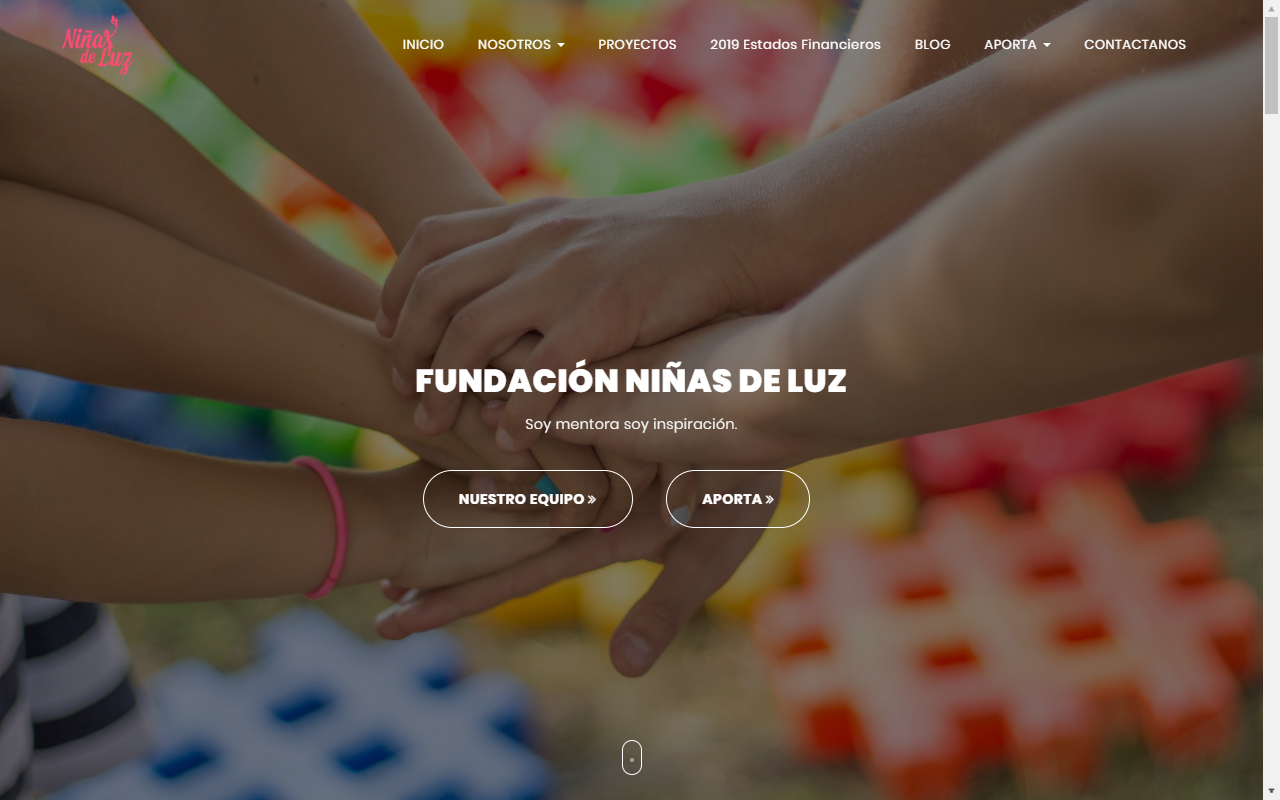 Niñas
de Luz
INICIO NOSOTROS PROYECTOS 2019 Estados Financieros BLOG APORTA CONTACTANOS
FUNDACIÓN NIÑAS DE LUZ
Soy mentora soy inspiración.
NUESTRO EQUIPO » APORTA »